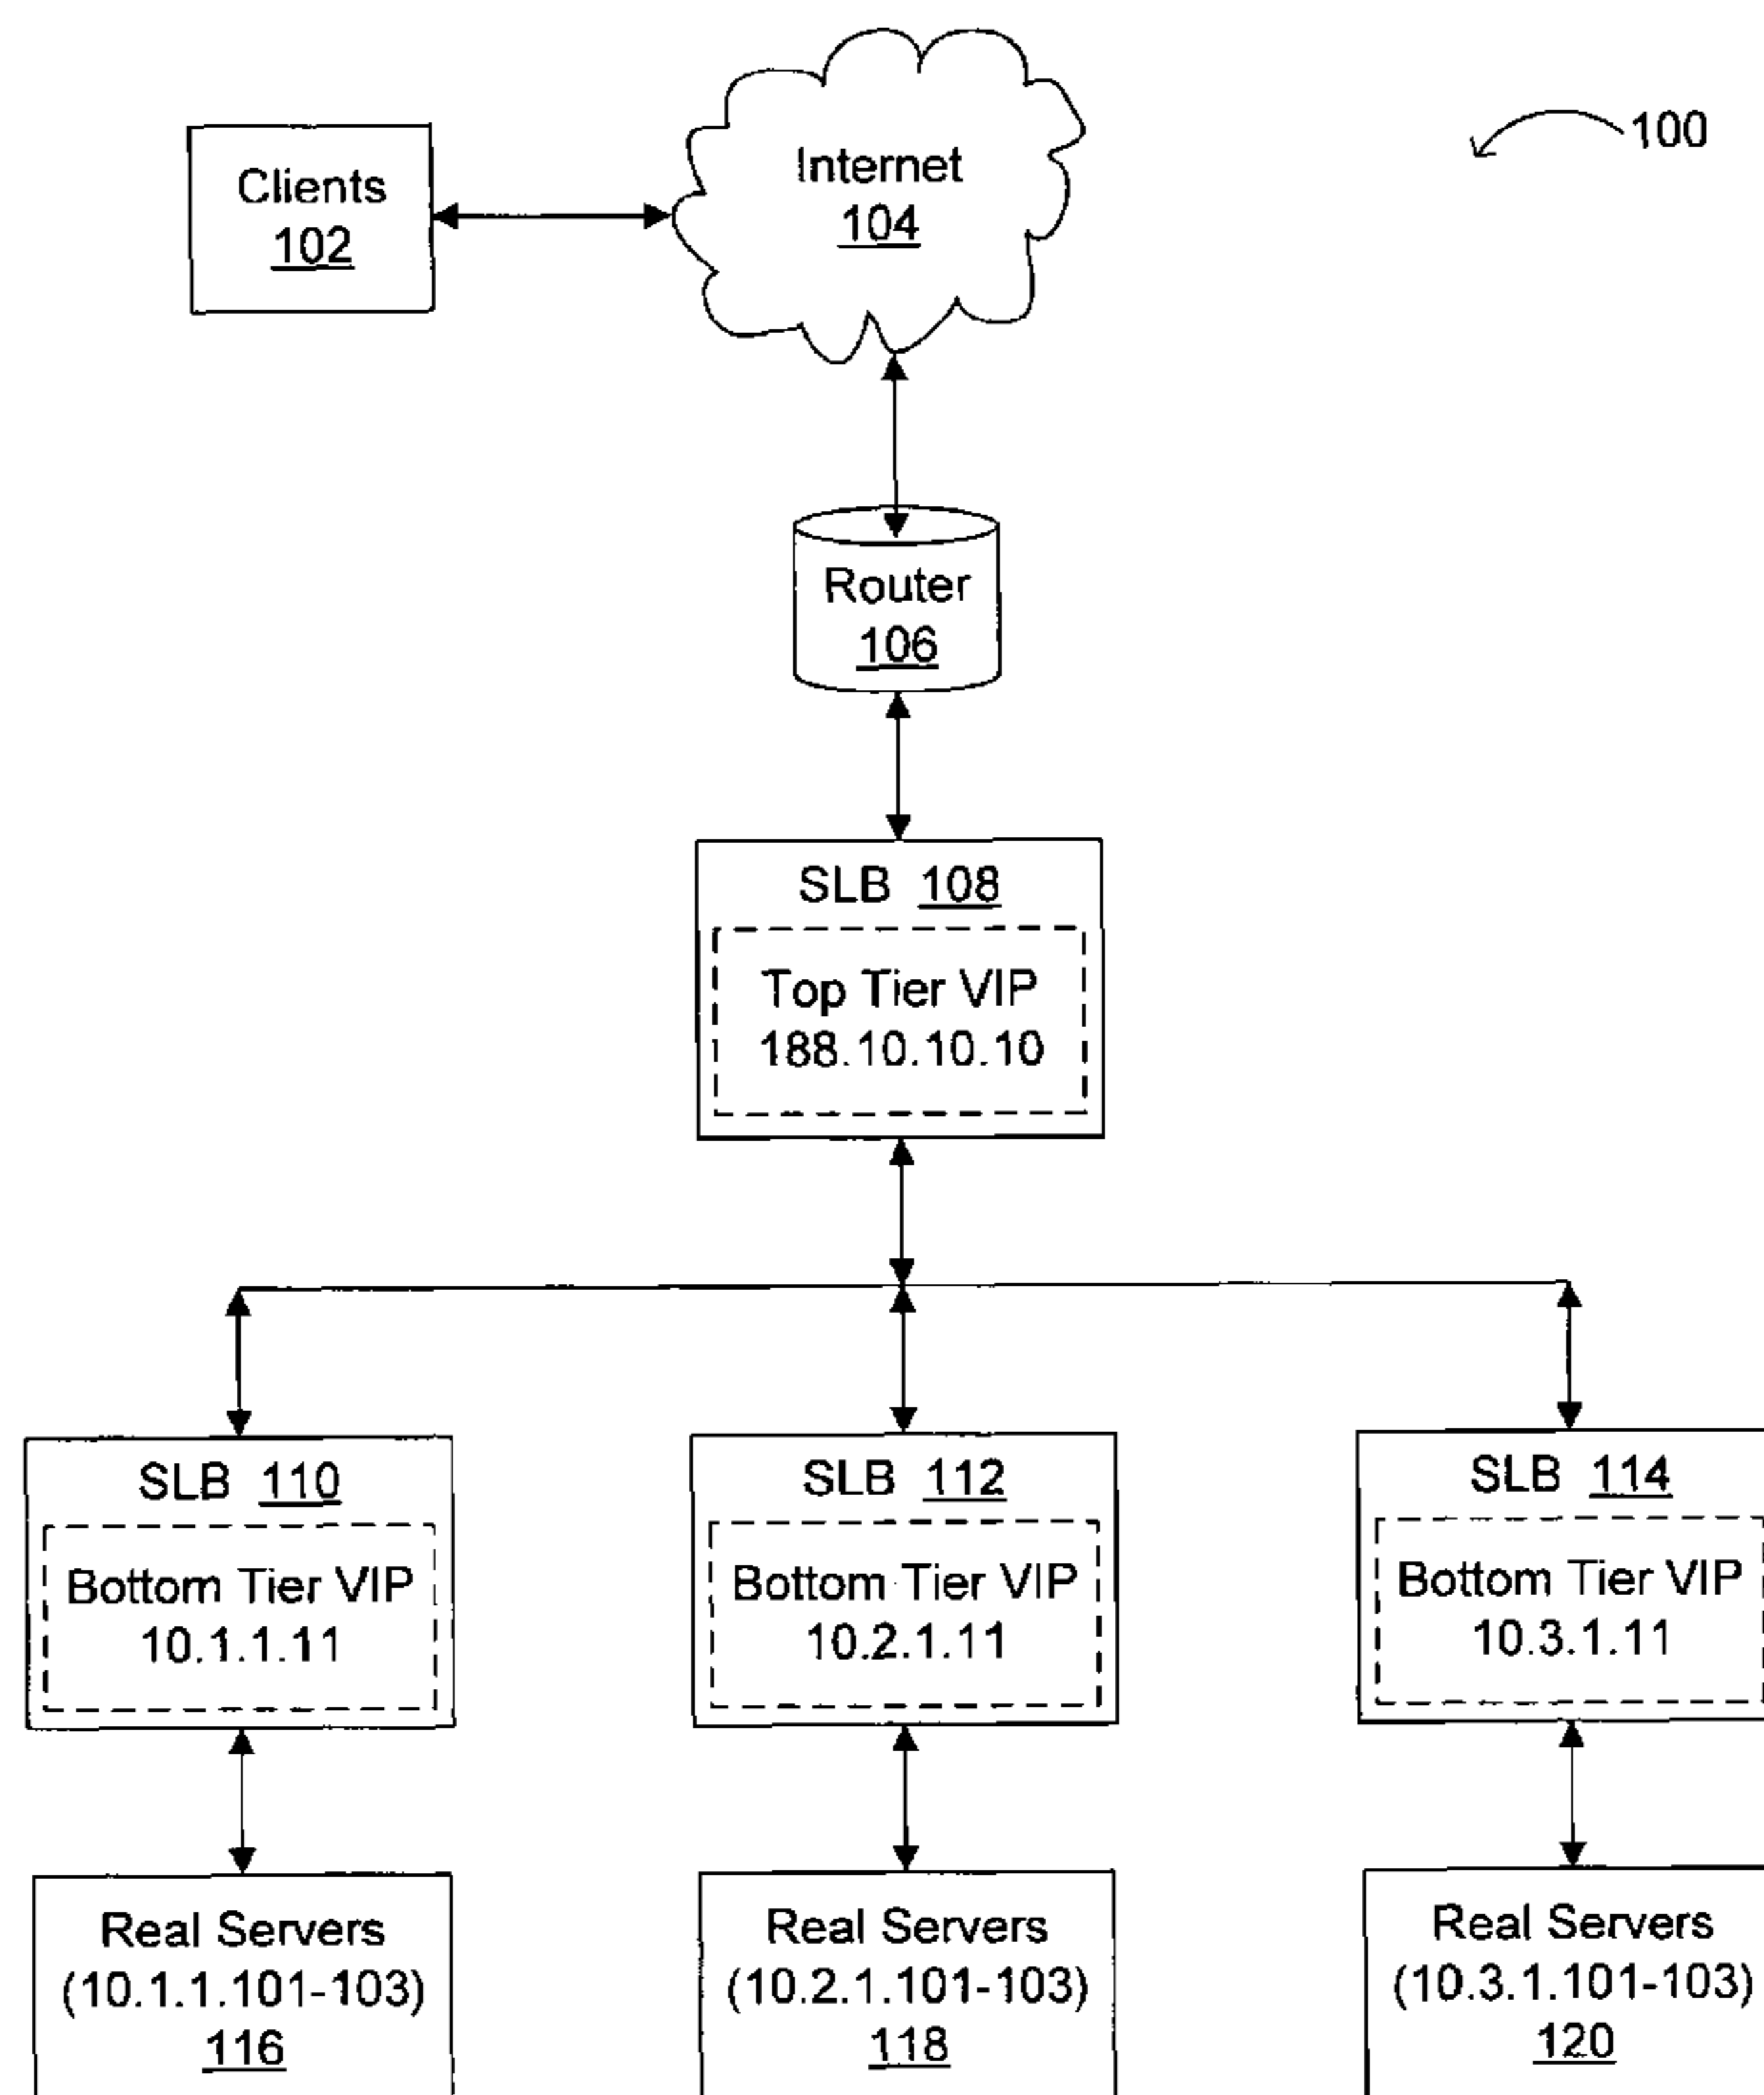 100
Clients
102
Internet
104
Router
106
SLB 108
Top Tier VIP
188.10.10.10
SLB 110
Bottom Tier VIP
10.1.1.11
SLB 112
Bottom Tier VIP
10.2.1.11
SLB 114
Bottom Tier VIP
10.3.1.11
Real Servers
(10.1.1.101-103)
116
Real Servers
(10.2.1.101-103)
118
Real Servers
(10.3.1.101-103)
120